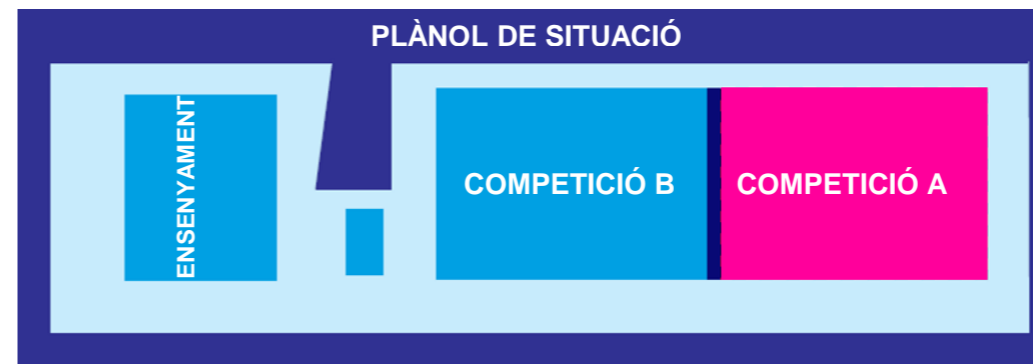 PLÀNOL DE SITUACIÓ
ENSENYAMENT
COMPETICIÓ B
COMPETICIÓ A